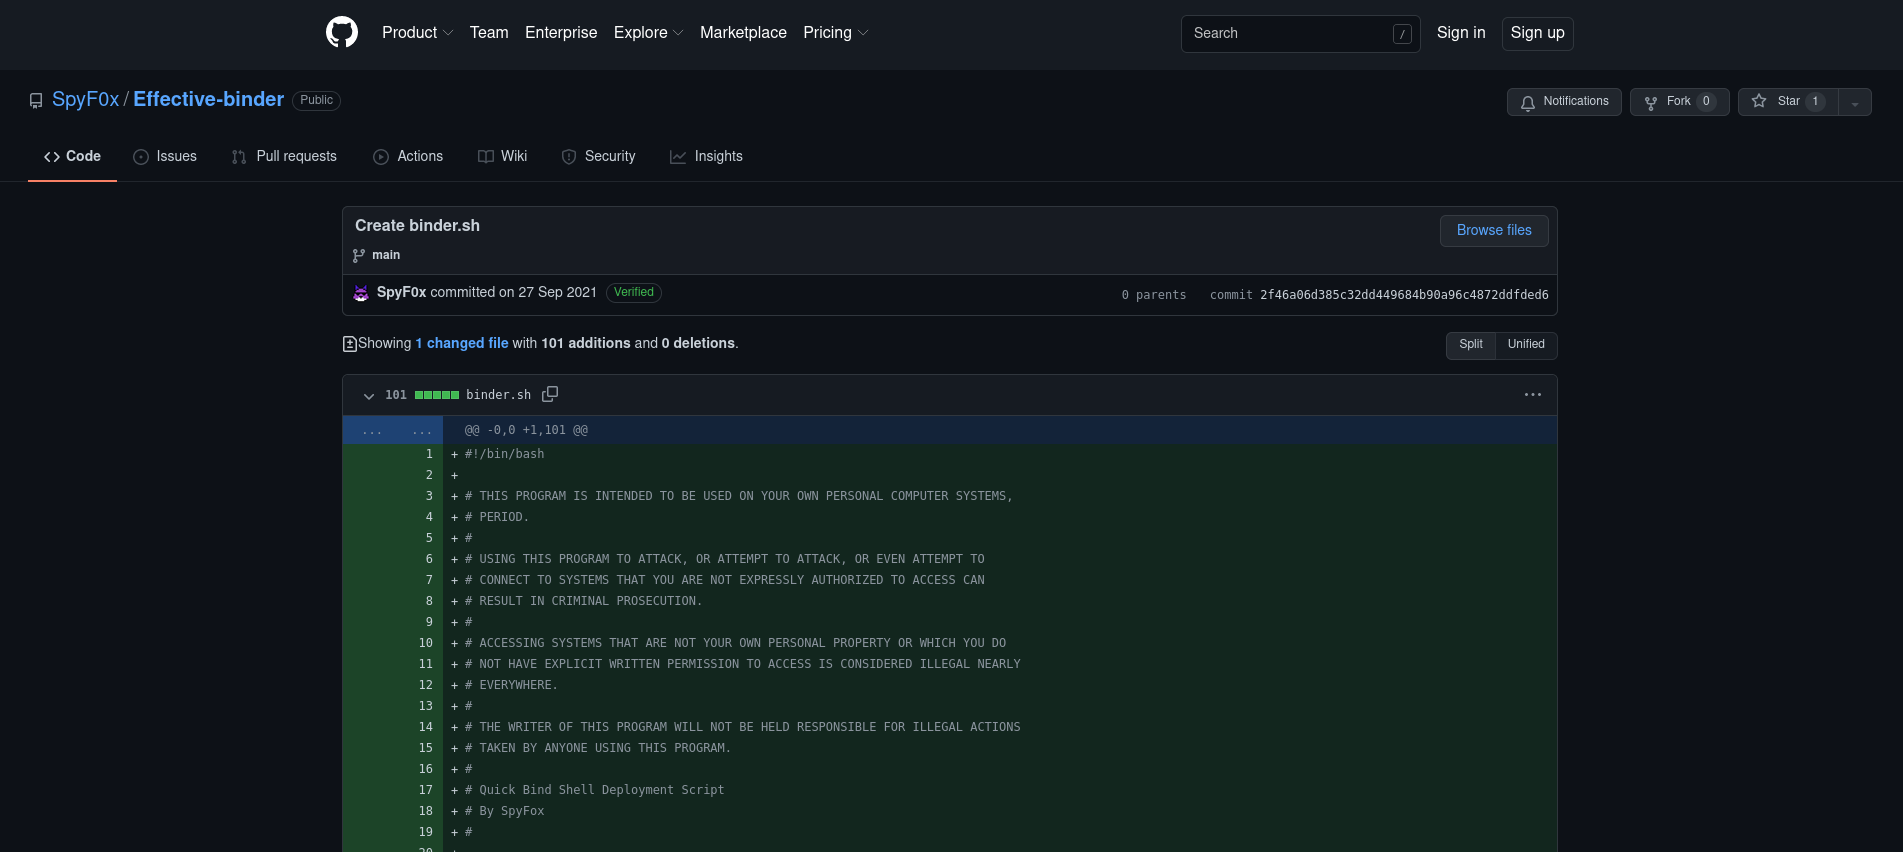 Product Team Enterprise Explore Marketplace Pricing Search / Sign in Sign up
SpyF0x / Effective-binder Public Notifications Fork 0 Star 1
Code Issues Pull requests Actions Wiki Security Insights
Create binder.sh Browse files
main
SpyF0x committed on 27 Sep 2021 Verified 0 parents commit 2f46a06d385c32dd449684b90a96c4872ddfded6
Showing 1 changed file with 101 additions and 0 deletions. Split Unified
101 binder.sh ...
... ... @@ -0,0 +1,101 @@
1 + #!/bin/bash
2 +
3 + # THIS PROGRAM IS INTENDED TO BE USED ON YOUR OWN PERSONAL COMPUTER SYSTEMS,
4 + # PERIOD.
5 + #
6 + # USING THIS PROGRAM TO ATTACK, OR ATTEMPT TO ATTACK, OR EVEN ATTEMPT TO
7 + # CONNECT TO SYSTEMS THAT YOU ARE NOT EXPRESSLY AUTHORIZED TO ACCESS CAN
8 + # RESULT IN CRIMINAL PROSECUTION.
9 + #
10 + # ACCESSING SYSTEMS THAT ARE NOT YOUR OWN PERSONAL PROPERTY OR WHICH YOU DO
11 + # NOT HAVE EXPLICIT WRITTEN PERMISSION TO ACCESS IS CONSIDERED ILLEGAL NEARLY
12 + # EVERYWHERE.
13 + #
14 + # THE WRITER OF THIS PROGRAM WILL NOT BE HELD RESPONSIBLE FOR ILLEGAL ACTIONS
15 + # TAKEN BY ANYONE USING THIS PROGRAM.
16 + #
17 + # Quick Bind Shell Deployment Script
18 + # By SpyFox
19 + #
20 +